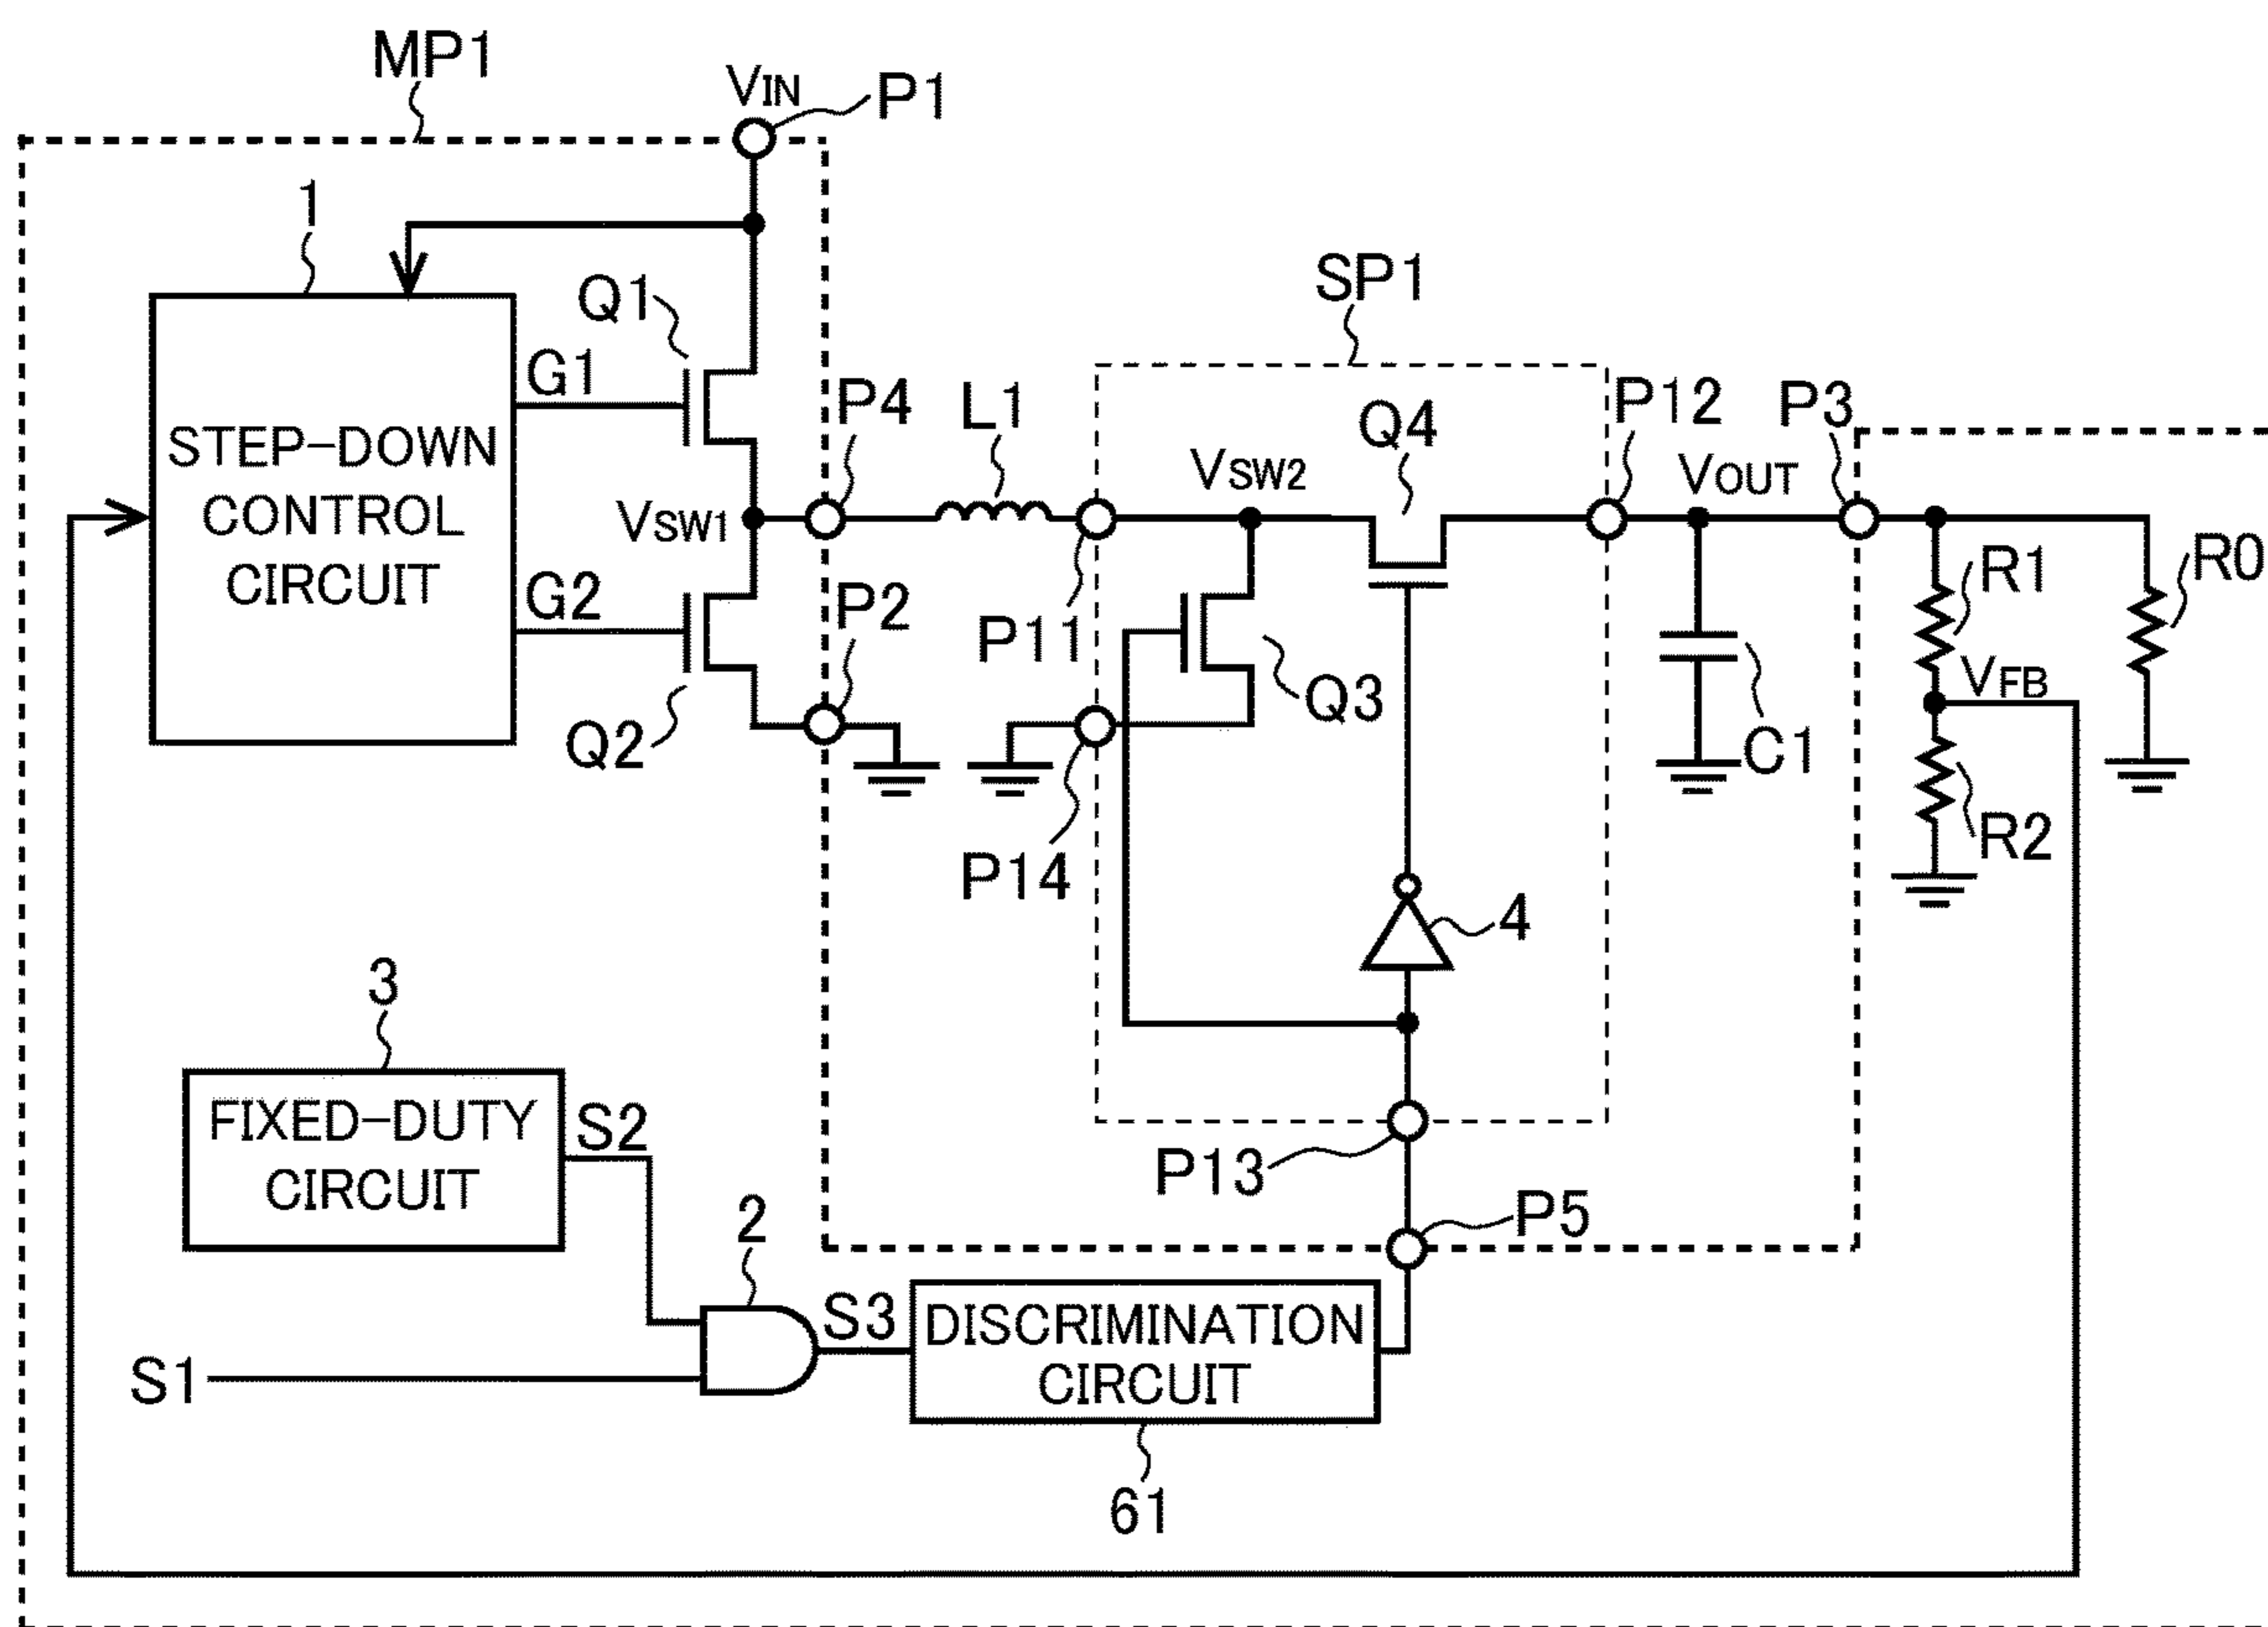 MP1
VIN
P1
1
Q1
G1
STEP-DOWN
CONTROL
CIRCUIT
VSW1
G2
Q2
P4
P2
L1
P11
P14
SP1
VSW2
Q4
Q3
P12
P3
VOUT
C1
R1
R0
VFB
R2
4
3
FIXED-DUTY
CIRCUIT
S2
P13
P5
2
S3
S1
DISCRIMINATION
CIRCUIT
61